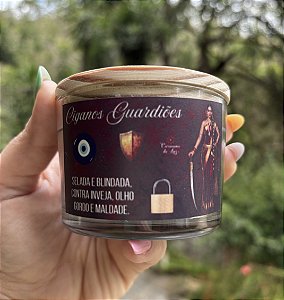 Ciganos Guardiões
SELADA E BLINDADA,
CONTRA INVEJA, OLHO
GORDO E MALDADE.